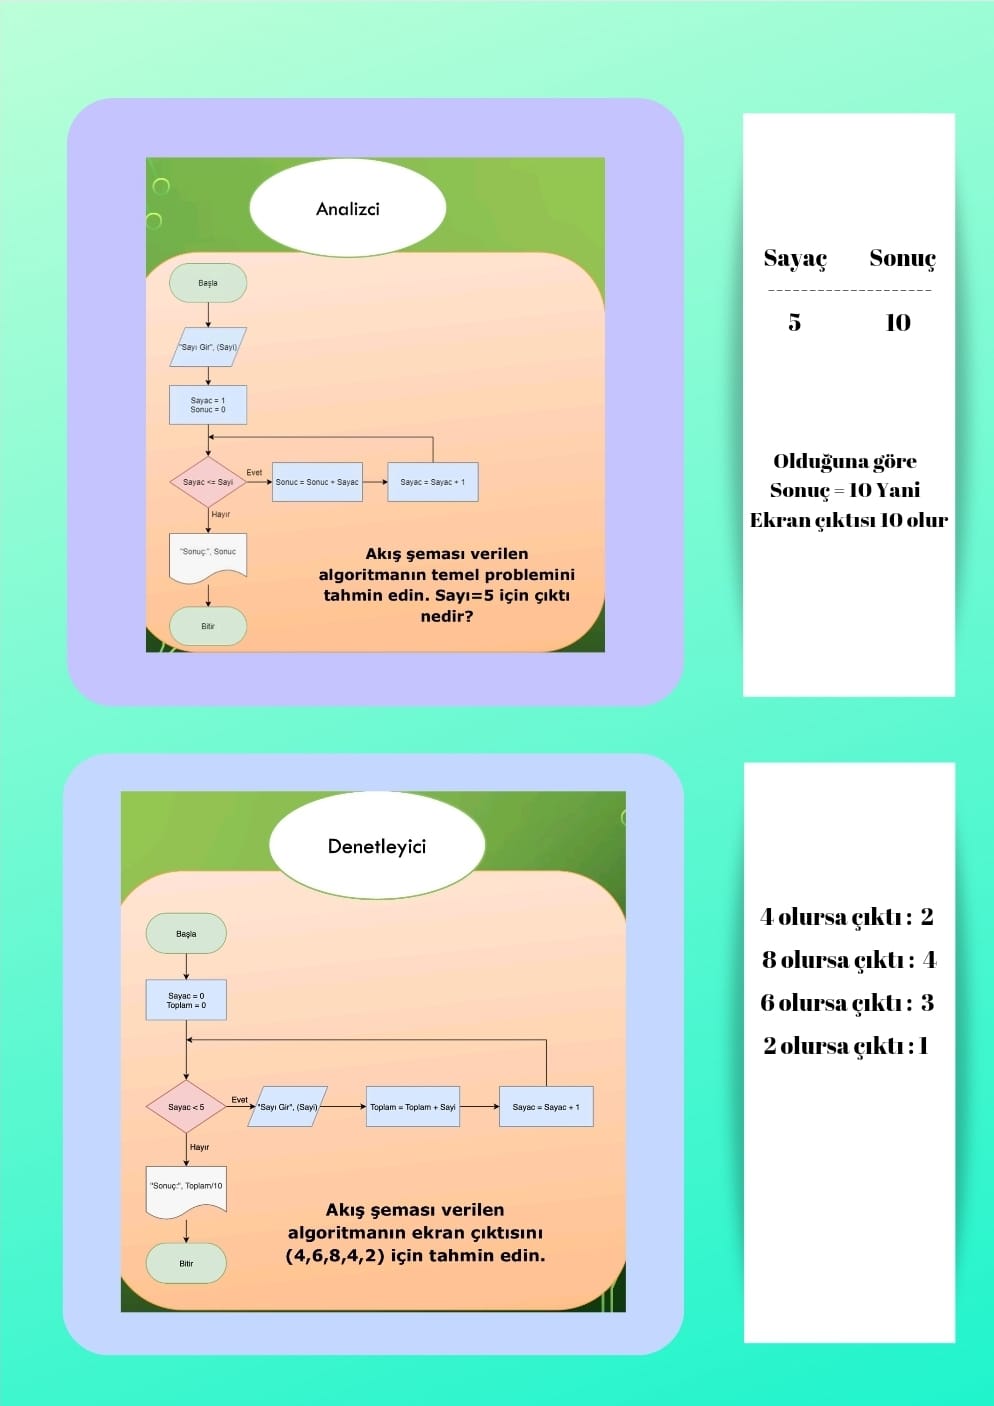 Analizci
Başla
"Sayı Gir", (Sayi)
Sayac = 1
Sonuc = 0
Sayac <= Sayi
Evet
Sonuc = Sonuc + Sayac
Sayac = Sayac + 1
Hayır
"Sonuç:", Sonuc
Bitir
Akış şeması verilen
algoritmanın temel problemini
tahmin edin. Sayı=5 için çıktı
nedir?
Sayaç Sonuç
--------------------
5 10
Olduğuna göre
Sonuç = 10 Yani
Ekran çıktısı 10 olur
Denetleyici
Başla
Sayac = 0
Toplam = 0
Sayac < 5
Evet
"Sayı Gir", (Sayi)
Toplam = Toplam + Sayi
Sayac = Sayac + 1
Hayır
"Sonuç:", Toplam/10
Bitir
Akış şeması verilen
algoritmanın ekran çıktısını
(4,6,8,4,2) için tahmin edin.
4 olursa çıktı : 2
8 olursa çıktı : 4
6 olursa çıktı : 3
2 olursa çıktı : 1